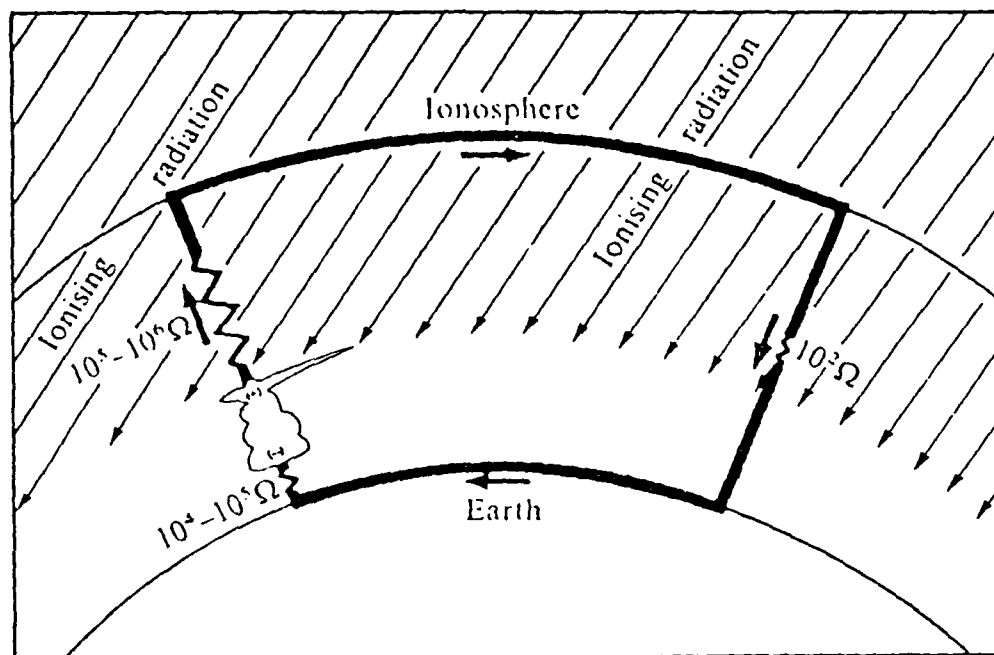 Ionosphere
radiation
radiation
Ionising
Ionising
10⁵–10⁶Ω
10²Ω
(+)
(−)
10⁴–10⁵Ω
Earth